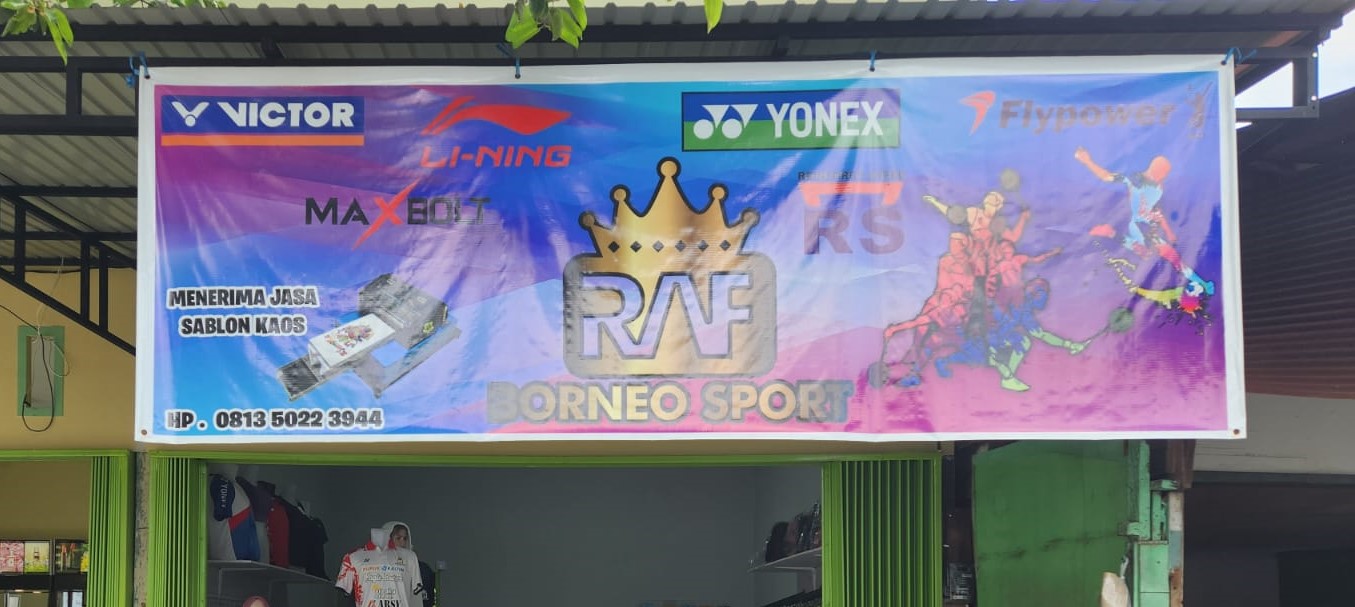 VICTOR
LI-NING
YONEX
Flypower
MAXBOLT
RS
RAF
BORNEO SPORT
MENERIMA JASA
SABLON KAOS
HP. 0813 5022 3944